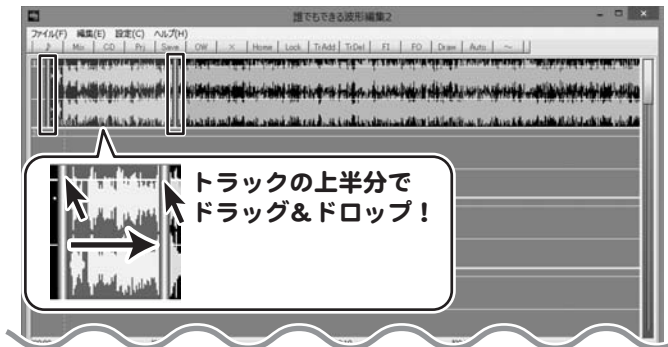 誰でもできる波形編集2
ファイル(F) 編集(E) 設定(C) ヘルプ(H)
♪ Mix CD Prj Save OW × Home Lock TrAdd TrDel FI FO Draw Auto ～
トラックの上半分で
ドラッグ&ドロップ！